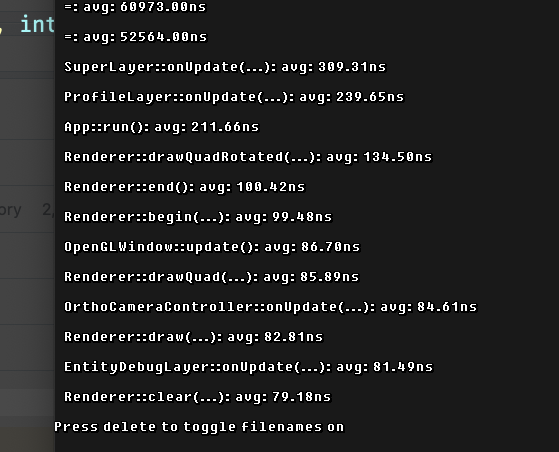 =: avg: 60973.00ns
, int
=: avg: 52564.00ns
SuperLayer::onUpdate(...): avg: 309.31ns
ProfileLayer::onUpdate(...): avg: 239.65ns
App::run(): avg: 211.66ns
Renderer::drawQuadRotated(...): avg: 134.50ns
Renderer::end(): avg: 100.42ns
ory 2,
Renderer::begin(...): avg: 99.48ns
OpenGLWindow::update(): avg: 86.70ns
Renderer::drawQuad(...): avg: 85.89ns
OrthoCameraController::onUpdate(...): avg: 84.61ns
Renderer::draw(...): avg: 82.81ns
EntityDebugLayer::onUpdate(...): avg: 81.49ns
Renderer::clear(...): avg: 79.18ns
Press delete to toggle filenames on